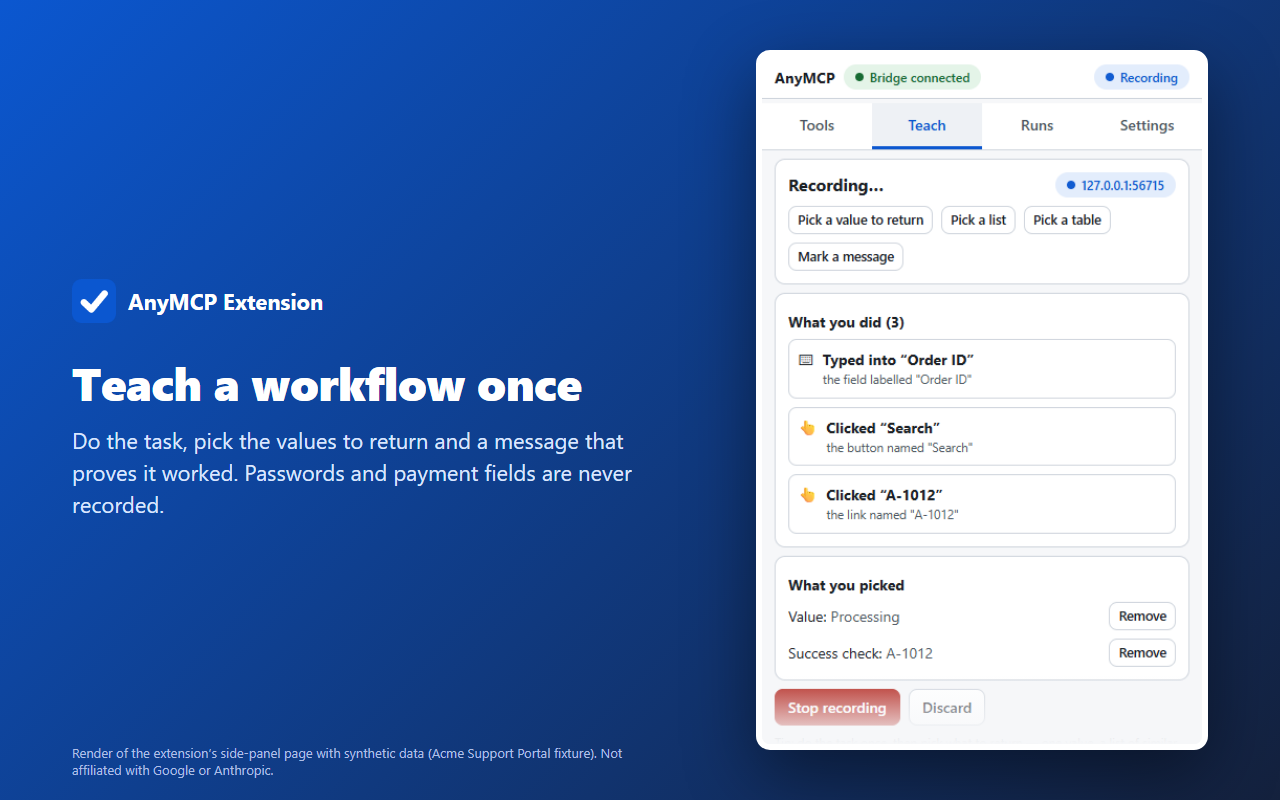 AnyMCP Extension
Teach a workflow once
Do the task, pick the values to return and a message that
proves it worked. Passwords and payment fields are never
recorded.
Render of the extension's side-panel page with synthetic data (Acme Support Portal fixture). Not
affiliated with Google or Anthropic.
AnyMCP
Bridge connected
Recording
Tools
Teach
Runs
Settings
Recording...
127.0.0.1:56715
Pick a value to return
Pick a list
Pick a table
Mark a message
What you did (3)
Typed into “Order ID”
the field labelled "Order ID"
Clicked “Search”
the button named "Search"
Clicked “A-1012”
the link named "A-1012"
What you picked
Value: Processing
Remove
Success check: A-1012
Remove
Stop recording
Discard